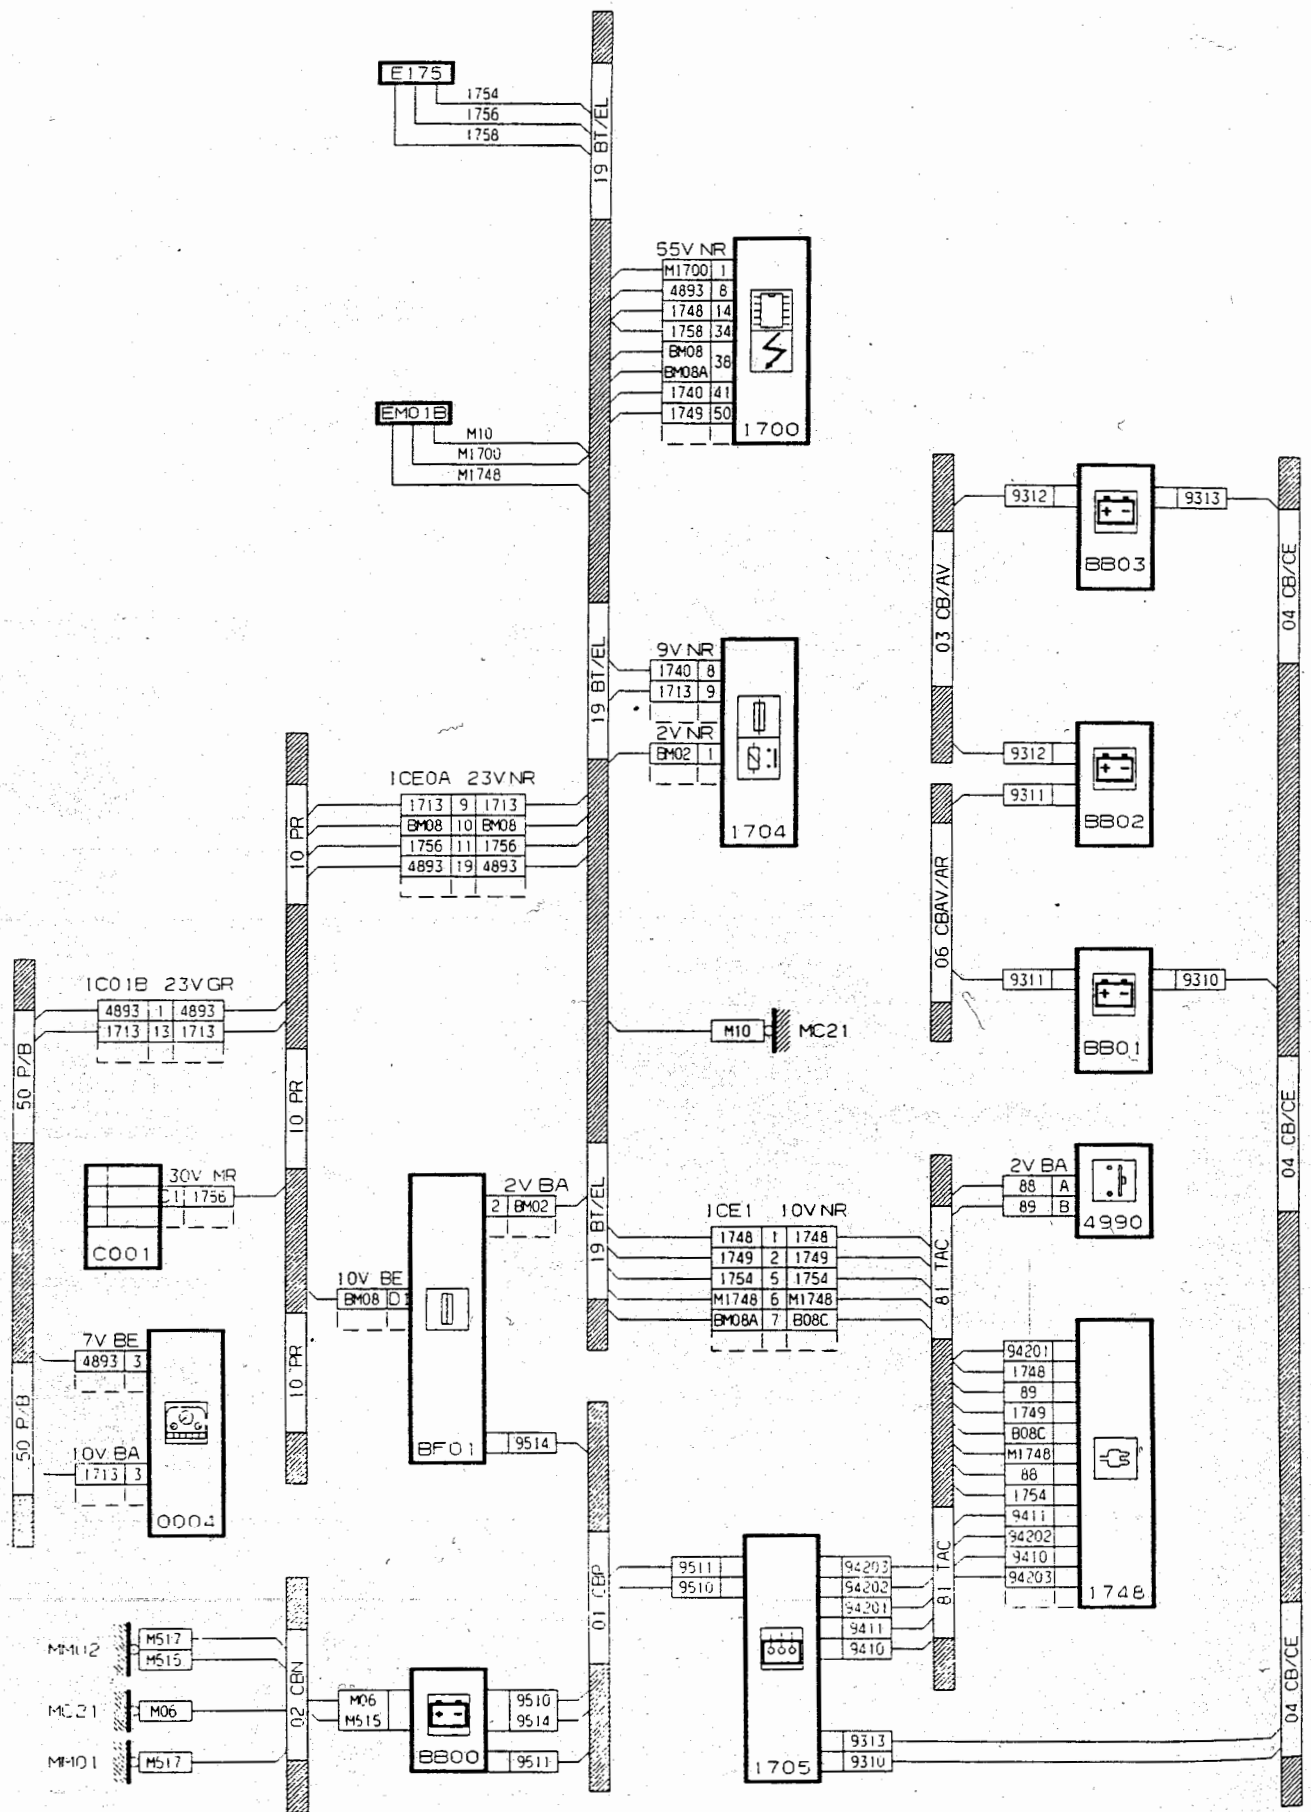 E175
1754
1756
1758
19 BT/EL
55V NR
M1700 1
4893 8
1748 14
1758 34
BM08
38
BM08A
1740 41
1749 50
1700
EM01B
M10
M1700
M1748
9312
BB03
9313
03 CB/AV
04 CB/CE
19 BT/EL
9V NR
1740 8
1713 9
2V NR
BM02 1
1704
9312
9311
BB02
1CE0A 23V NR
1713 9 1713
BM08 10 BM08
1756 11 1756
4893 19 4893
10 PR
06 CBAV/AR
9311
BB01
9310
1C01B 23V GR
4893 1 4893
1713 13 1713
50 P/B
10 PR
M10
MC21
04 CB/CE
30V MR
C1 1756
C001
2V BA
2 BM02
19 BT/EL
10V BE
BM08 D1
BF01
9514
1CE1 10V NR
1748 1 1748
1749 2 1749
1754 5 1754
M1748 6 M1748
BM08A 7 B08C
81 TAC
2V BA
88 A
89 B
4990
7V BE
4893 3
10V BA
1713 3
0004
50 P/B
10 PR
94201
1748
89
1749
B08C
M1748
88
1754
9411
94202
9410
94203
1748
81 TAC
01 CBP
9511
9510
94203
94202
94201
9411
9410
9313
9310
1705
04 CB/CE
MM02
M517
M515
MC21
M06
MM01
M517
02 CBN
M06
M515
BB00
9510
9514
9511